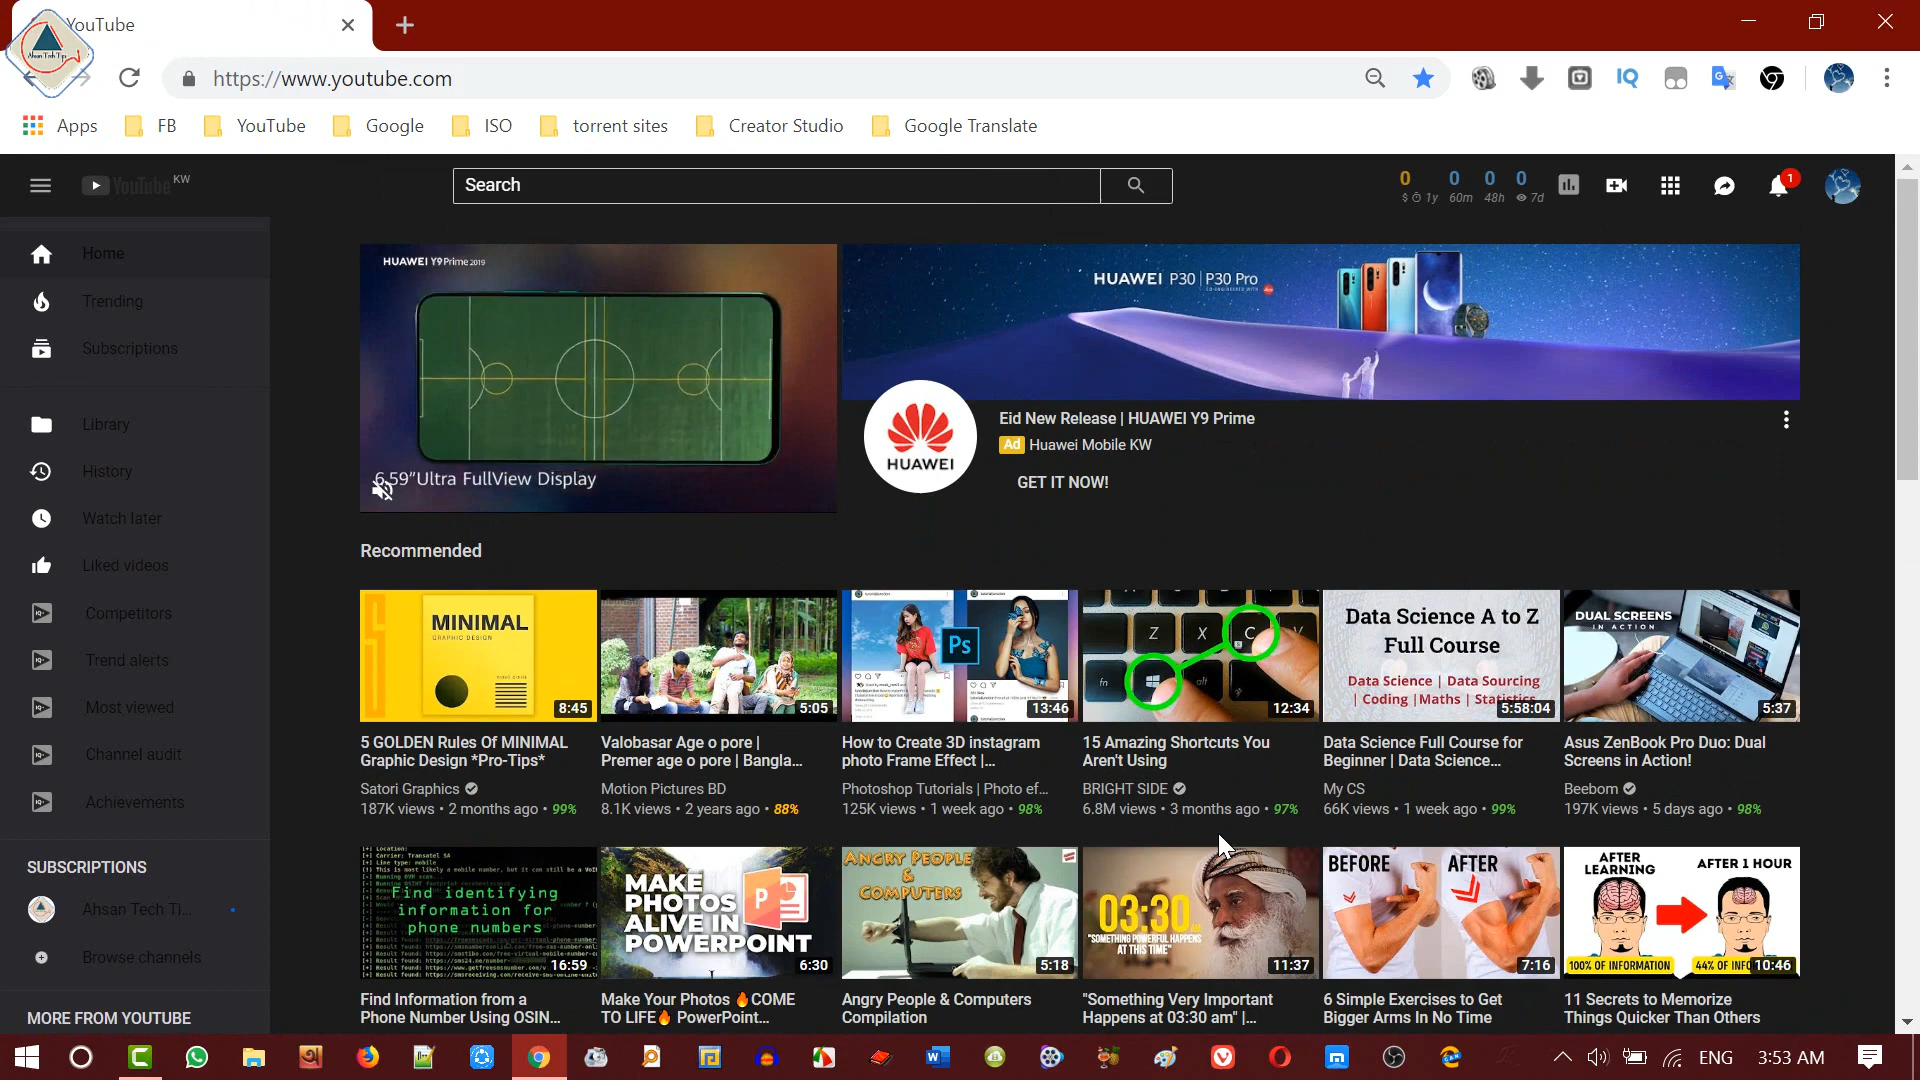 YouTube
Ahsan Tech Tips
https://www.youtube.com
Apps
FB
YouTube
Google
ISO
torrent sites
Creator Studio
Google Translate
YouTube KW
Search
0 0 0 0
$ 1y 60m 48h 7d
1
Home
Trending
Subscriptions
Library
History
Watch later
Liked videos
Competitors
Trend alerts
Most viewed
Channel audit
Achievements
SUBSCRIPTIONS
Ahsan Tech Ti...
Browse channels
MORE FROM YOUTUBE
HUAWEI Y9 Prime 2019
6.59”Ultra FullView Display
HUAWEI P30 | P30 Pro
HUAWEI
Eid New Release | HUAWEI Y9 Prime
Ad Huawei Mobile KW
GET IT NOW!
Recommended
MINIMAL
GRAPHIC DESIGN
8:45
5 GOLDEN Rules Of MINIMAL
Graphic Design *Pro-Tips*
Satori Graphics
187K views • 2 months ago • 99%
5:05
Valobasar Age o pore |
Premer age o pore | Bangla...
Motion Pictures BD
8.1K views • 2 years ago • 88%
Ps
13:46
How to Create 3D instagram
photo Frame Effect |...
Photoshop Tutorials | Photo ef...
125K views • 1 week ago • 98%
Z X C V
fn alt
12:34
15 Amazing Shortcuts You
Aren't Using
BRIGHT SIDE
6.8M views • 3 months ago • 97%
Data Science A to Z
Full Course
Data Science | Data Sourcing
| Coding |Maths | Statistics
5:58:04
Data Science Full Course for
Beginner | Data Science...
My CS
66K views • 1 week ago • 99%
DUAL SCREENS
IN ACTION
5:37
Asus ZenBook Pro Duo: Dual
Screens in Action!
Beebom
197K views • 5 days ago • 98%
Find identifying
information for
phone numbers
16:59
Find Information from a
Phone Number Using OSIN...
MAKE
PHOTOS
ALIVE IN
POWERPOINT
P
6:30
Make Your Photos 🔥COME
TO LIFE🔥 PowerPoint...
ANGRY PEOPLE
&
COMPUTERS
5:18
Angry People & Computers
Compilation
03:30
"SOMETHING POWERFUL HAPPENS
AT THIS TIME"
11:37
"Something Very Important
Happens at 03:30 am" |...
BEFORE AFTER
7:16
6 Simple Exercises to Get
Bigger Arms In No Time
AFTER
LEARNING
AFTER 1 HOUR
100% OF INFORMATION
44% OF INFO
10:46
11 Secrets to Memorize
Things Quicker Than Others
ENG
3:53 AM